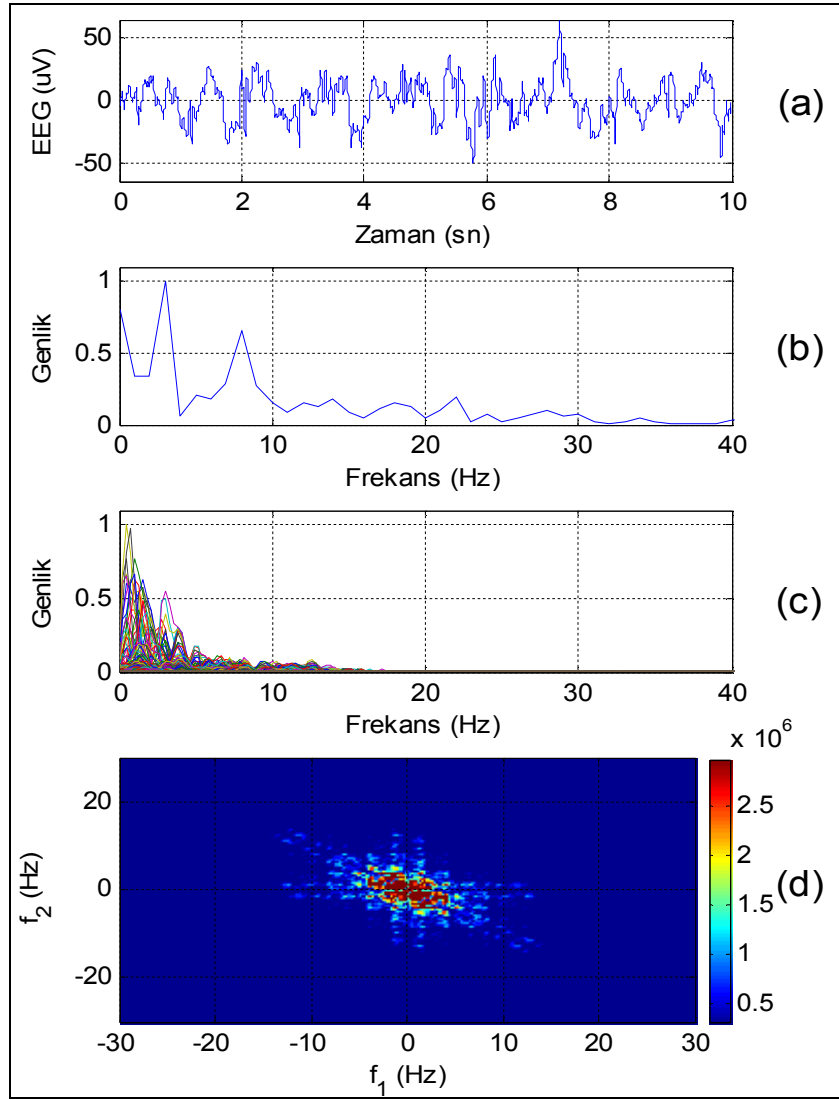 50
0
-50
EEG (uV)
0 2 4 6 8 10
Zaman (sn)
(a)
1
0.5
0
Genlik
0 10 20 30 40
Frekans (Hz)
(b)
1
0.5
0
Genlik
0 10 20 30 40
Frekans (Hz)
(c)
x 10^6
20
0
-20
f_2 (Hz)
-30 -20 -10 0 10 20 30
f_1 (Hz)
2.5
2
1.5
1
0.5
(d)